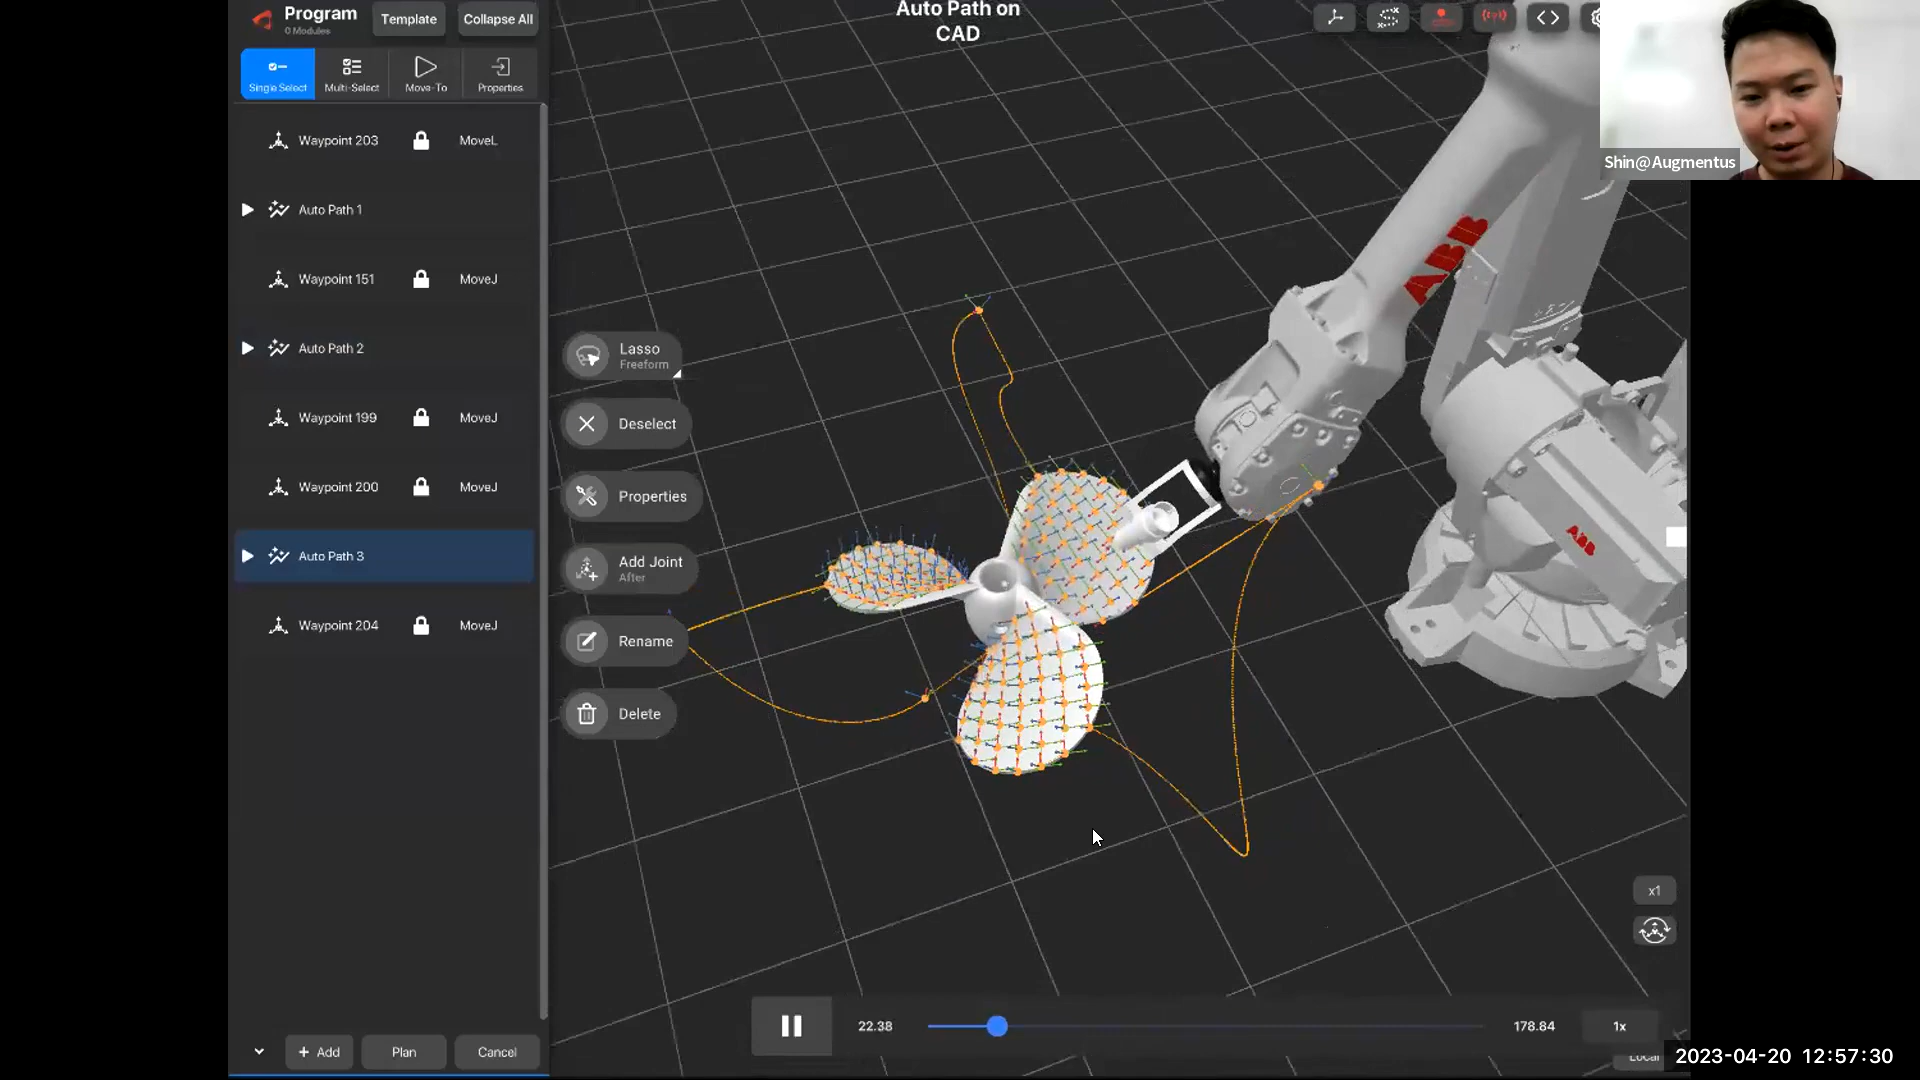 Program
0 Modules
Template
Collapse All
Single Select
Multi-Select
Move-To
Properties
Waypoint 203
MoveL
Auto Path 1
Waypoint 151
MoveJ
Auto Path 2
Waypoint 199
MoveJ
Waypoint 200
MoveJ
Auto Path 3
Waypoint 204
MoveJ
+ Add
Plan
Cancel
Auto Path on
CAD
Lasso
Freeform
Deselect
Properties
Add Joint
After
Rename
Delete
ABB
ABB
Shin@Augmentus
x1
22.38
178.84
1x
Local
2023-04-20 12:57:30